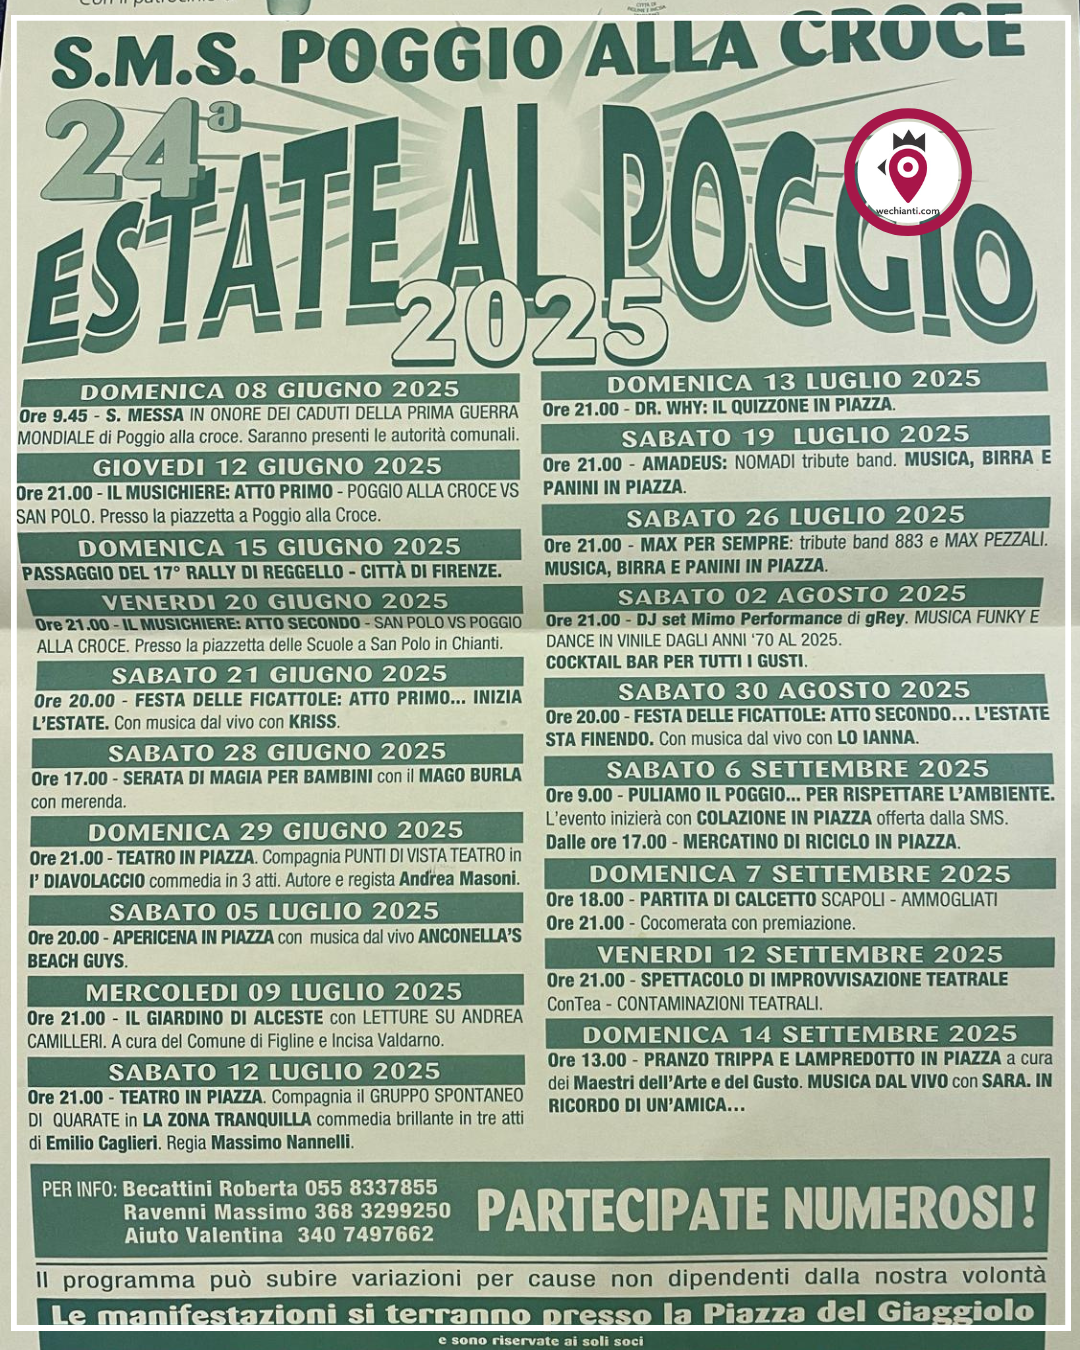 Con il patrocinio
CITTÀ DI
FIGLINE E INCISA
S.M.S. POGGIO ALLA CROCE
24ª
ESTATE AL POGGIO
2025
wechianti.com
DOMENICA 08 GIUGNO 2025
Ore 9.45 - S. MESSA IN ONORE DEI CADUTI DELLA PRIMA GUERRA
MONDIALE di Poggio alla croce. Saranno presenti le autorità comunali.
GIOVEDI 12 GIUGNO 2025
Ore 21.00 - IL MUSICHIERE: ATTO PRIMO - POGGIO ALLA CROCE VS
SAN POLO. Presso la piazzetta a Poggio alla Croce.
DOMENICA 15 GIUGNO 2025
PASSAGGIO DEL 17° RALLY DI REGGELLO - CITTÀ DI FIRENZE.
VENERDI 20 GIUGNO 2025
Ore 21.00 - IL MUSICHIERE: ATTO SECONDO - SAN POLO VS POGGIO
ALLA CROCE. Presso la piazzetta delle Scuole a San Polo in Chianti.
SABATO 21 GIUGNO 2025
Ore 20.00 - FESTA DELLE FICATTOLE: ATTO PRIMO... INIZIA
L'ESTATE. Con musica dal vivo con KRISS.
SABATO 28 GIUGNO 2025
Ore 17.00 - SERATA DI MAGIA PER BAMBINI con il MAGO BURLA
con merenda.
DOMENICA 29 GIUGNO 2025
Ore 21.00 - TEATRO IN PIAZZA. Compagnia PUNTI DI VISTA TEATRO in
I' DIAVOLACCIO commedia in 3 atti. Autore e regista Andrea Masoni.
SABATO 05 LUGLIO 2025
Ore 20.00 - APERICENA IN PIAZZA con musica dal vivo ANCONELLA'S
BEACH GUYS.
MERCOLEDI 09 LUGLIO 2025
Ore 21.00 - IL GIARDINO DI ALCESTE con LETTURE SU ANDREA
CAMILLERI. A cura del Comune di Figline e Incisa Valdarno.
SABATO 12 LUGLIO 2025
Ore 21.00 - TEATRO IN PIAZZA. Compagnia il GRUPPO SPONTANEO
DI QUARATE in LA ZONA TRANQUILLA commedia brillante in tre atti
di Emilio Caglieri. Regia Massimo Nannelli.
DOMENICA 13 LUGLIO 2025
Ore 21.00 - DR. WHY: IL QUIZZONE IN PIAZZA.
SABATO 19 LUGLIO 2025
Ore 21.00 - AMADEUS: NOMADI tribute band. MUSICA, BIRRA E
PANINI IN PIAZZA.
SABATO 26 LUGLIO 2025
Ore 21.00 - MAX PER SEMPRE: tribute band 883 e MAX PEZZALI.
MUSICA, BIRRA E PANINI IN PIAZZA.
SABATO 02 AGOSTO 2025
Ore 21.00 - DJ set Mimo Performance di gRey. MUSICA FUNKY E
DANCE IN VINILE DAGLI ANNI '70 AL 2025.
COCKTAIL BAR PER TUTTI I GUSTI.
SABATO 30 AGOSTO 2025
Ore 20.00 - FESTA DELLE FICATTOLE: ATTO SECONDO... L'ESTATE
STA FINENDO. Con musica dal vivo con LO IANNA.
SABATO 6 SETTEMBRE 2025
Ore 9.00 - PULIAMO IL POGGIO... PER RISPETTARE L'AMBIENTE.
L'evento inizierà con COLAZIONE IN PIAZZA offerta dalla SMS.
Dalle ore 17.00 - MERCATINO DI RICICLO IN PIAZZA.
DOMENICA 7 SETTEMBRE 2025
Ore 18.00 - PARTITA DI CALCETTO SCAPOLI - AMMOGLIATI
Ore 21.00 - Cocomerata con premiazione.
VENERDI 12 SETTEMBRE 2025
Ore 21.00 - SPETTACOLO DI IMPROVVISAZIONE TEATRALE
ConTea - CONTAMINAZIONI TEATRALI.
DOMENICA 14 SETTEMBRE 2025
Ore 13.00 - PRANZO TRIPPA E LAMPREDOTTO IN PIAZZA a cura
dei Maestri dell'Arte e del Gusto. MUSICA DAL VIVO con SARA. IN
RICORDO DI UN'AMICA...
PER INFO: Becattini Roberta 055 8337855
Ravenni Massimo 368 3299250
Aiuto Valentina 340 7497662
PARTECIPATE NUMEROSI!
Il programma può subire variazioni per cause non dipendenti dalla nostra volontà
Le manifestazioni si terranno presso la Piazza del Giaggiolo
e sono riservate ai soli soci